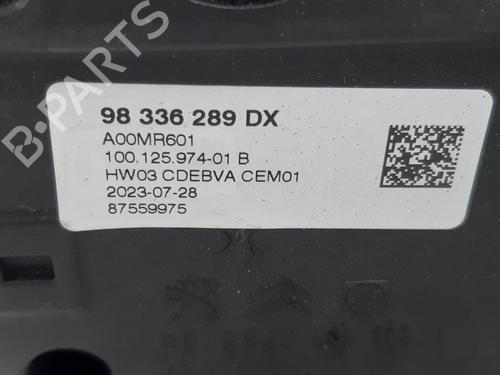 98 336 289 DX
A00MR601
100.125.974-01 B
HW03 CDEBVA CEM01
2023-07-28
87559975
B-PARTS